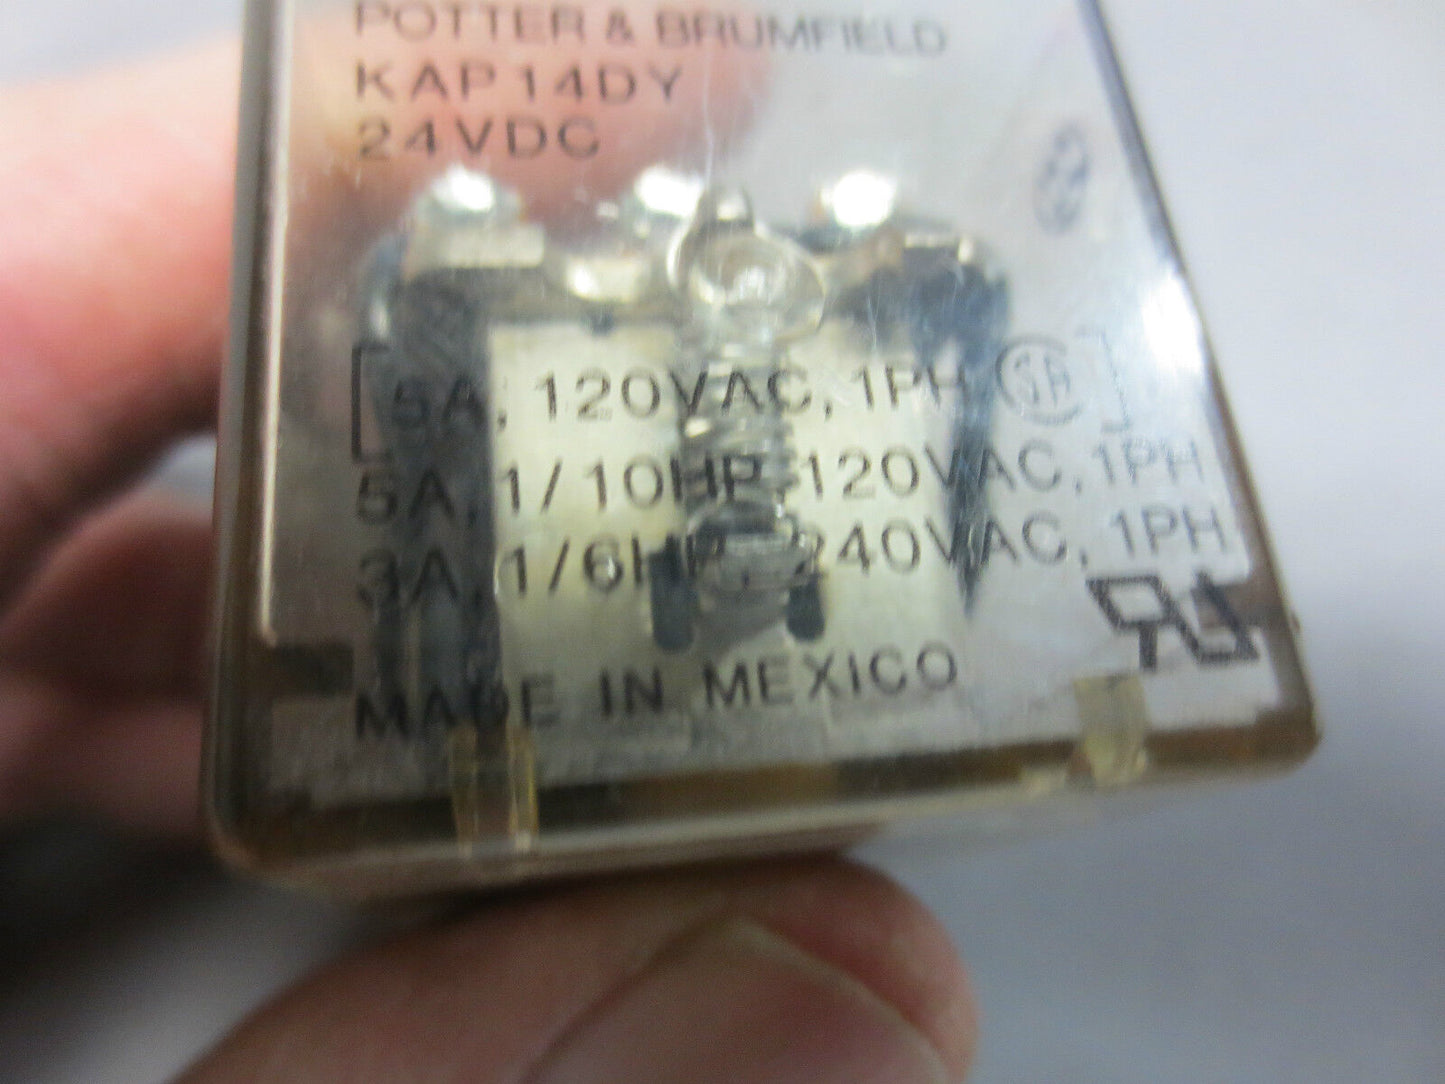 POTTER & BRUMFIELD
KAP14DY
24VDC
[5A, 120VAC, 1PH SA]
5A, 1/10HP, 120VAC, 1PH
3A, 1/6HP, 240VAC, 1PH
MADE IN MEXICO